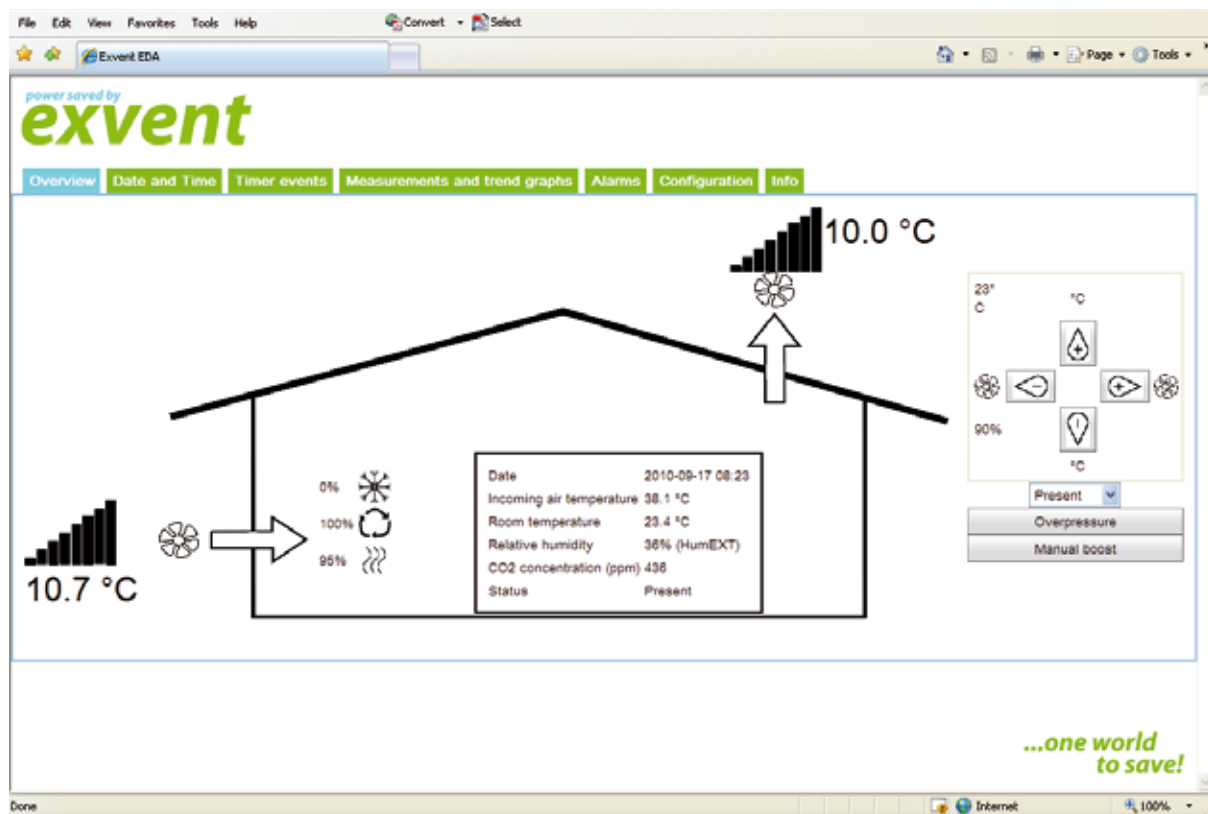 File Edit View Favorites Tools Help Convert Select
Exvent EDA Page Tools
power saved by
exvent
Overview Date and Time Timer events Measurements and trend graphs Alarms Configuration Info
10.0 °C
23°
C
°C
90%
°C
Present
Overpressure
Manual boost
0%
100%
95%
10.7 °C
Date 2010-09-17 08:23
Incoming air temperature 38.1 °C
Room temperature 23.4 °C
Relative humidity 36% (HumEXT)
CO2 concentration (ppm) 436
Status Present
...one world
to save!
Done Internet 100%